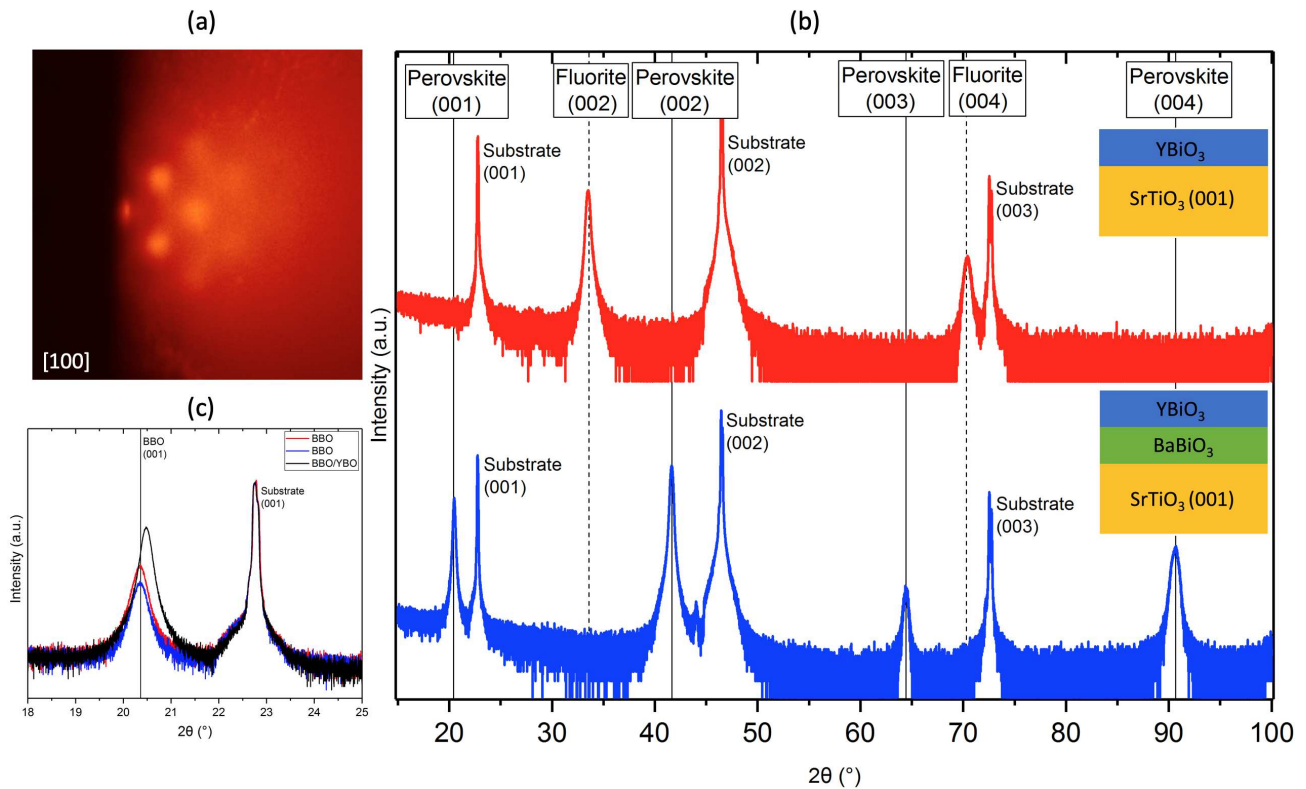 (a)
[100]
(b)
Perovskite
(001)
Fluorite
(002)
Perovskite
(002)
Perovskite
(003)
Fluorite
(004)
Perovskite
(004)
Substrate
(001)
Substrate
(002)
Substrate
(003)
YBiO₃
SrTiO₃ (001)
Substrate
(001)
Substrate
(002)
Substrate
(003)
YBiO₃
BaBiO₃
SrTiO₃ (001)
Intensity (a.u.)
20 30 40 50 60 70 80 90 100
2θ (°)
(c)
BBO
(001)
BBO
BBO
BBO/YBO
Substrate
(001)
Intensity (a.u.)
18 19 20 21 22 23 24 25
2θ (°)